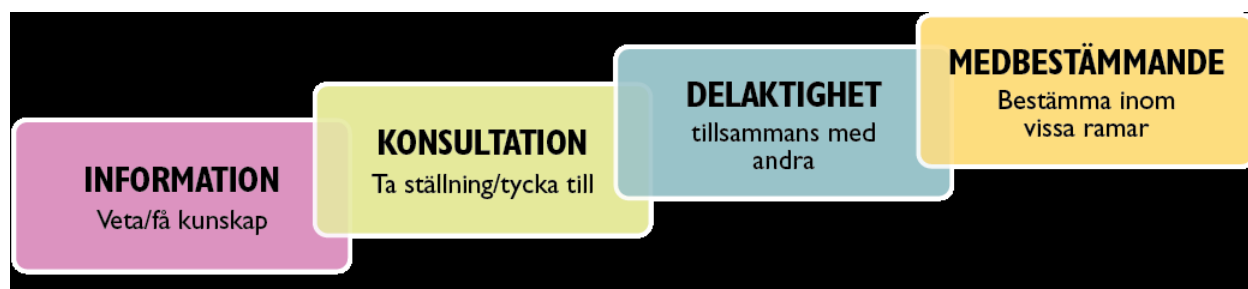 INFORMATION
Veta/få kunskap
KONSULTATION
Ta ställning/tycka till
DELAKTIGHET
tillsammans med
andra
MEDBESTÄMMANDE
Bestämma inom
vissa ramar